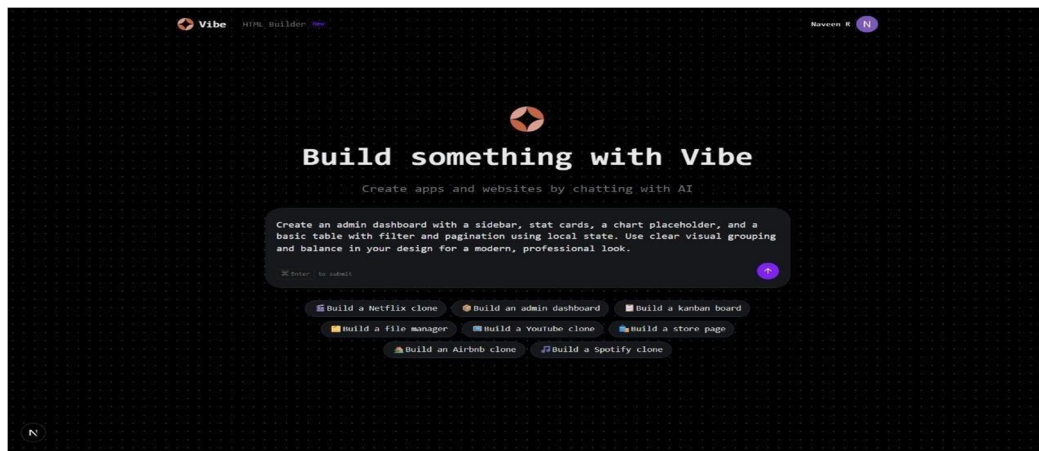 Vibe HTML Builder New
Naveen R N
Build something with Vibe
Create apps and websites by chatting with AI
Create an admin dashboard with a sidebar, stat cards, a chart placeholder, and a
basic table with filter and pagination using local state. Use clear visual grouping
and balance in your design for a modern, professional look.
⌘ Enter to submit
Build a Netflix clone Build an admin dashboard Build a kanban board
Build a file manager Build a YouTube clone Build a store page
Build an Airbnb clone Build a Spotify clone
N